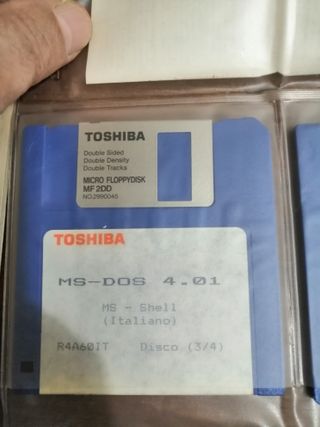 TOSHIBA
Double Sided
Double Density
Double Tracks
MICRO FLOPPYDISK
MF 2DD
NO.2990045
TOSHIBA
MS-DOS 4.01
MS - Shell
(Italiano)
R4A60IT Disco (3/4)